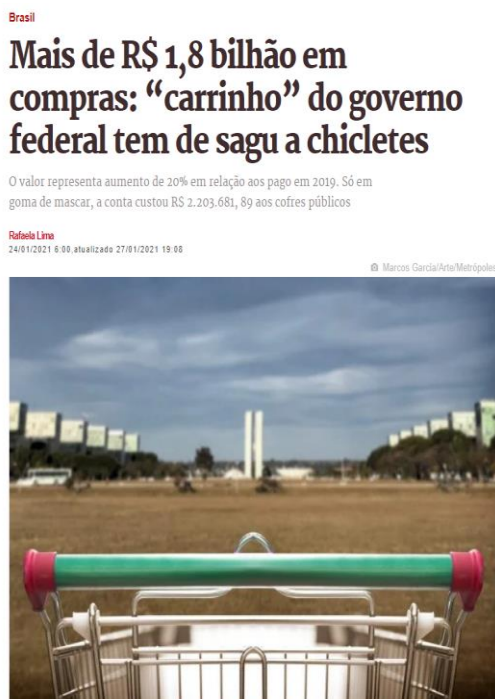 Brasil
Mais de R$ 1,8 bilhão em
compras: “carrinho” do governo
federal tem de sagu a chicletes
O valor representa aumento de 20% em relação aos pago em 2019. Só em
goma de mascar, a conta custou R$ 2.203.681, 89 aos cofres públicos
Rafaela Lima
24/01/2021 6:00, atualizado 27/01/2021 19:08
Marcos Garcia/Arte/Metrópoles